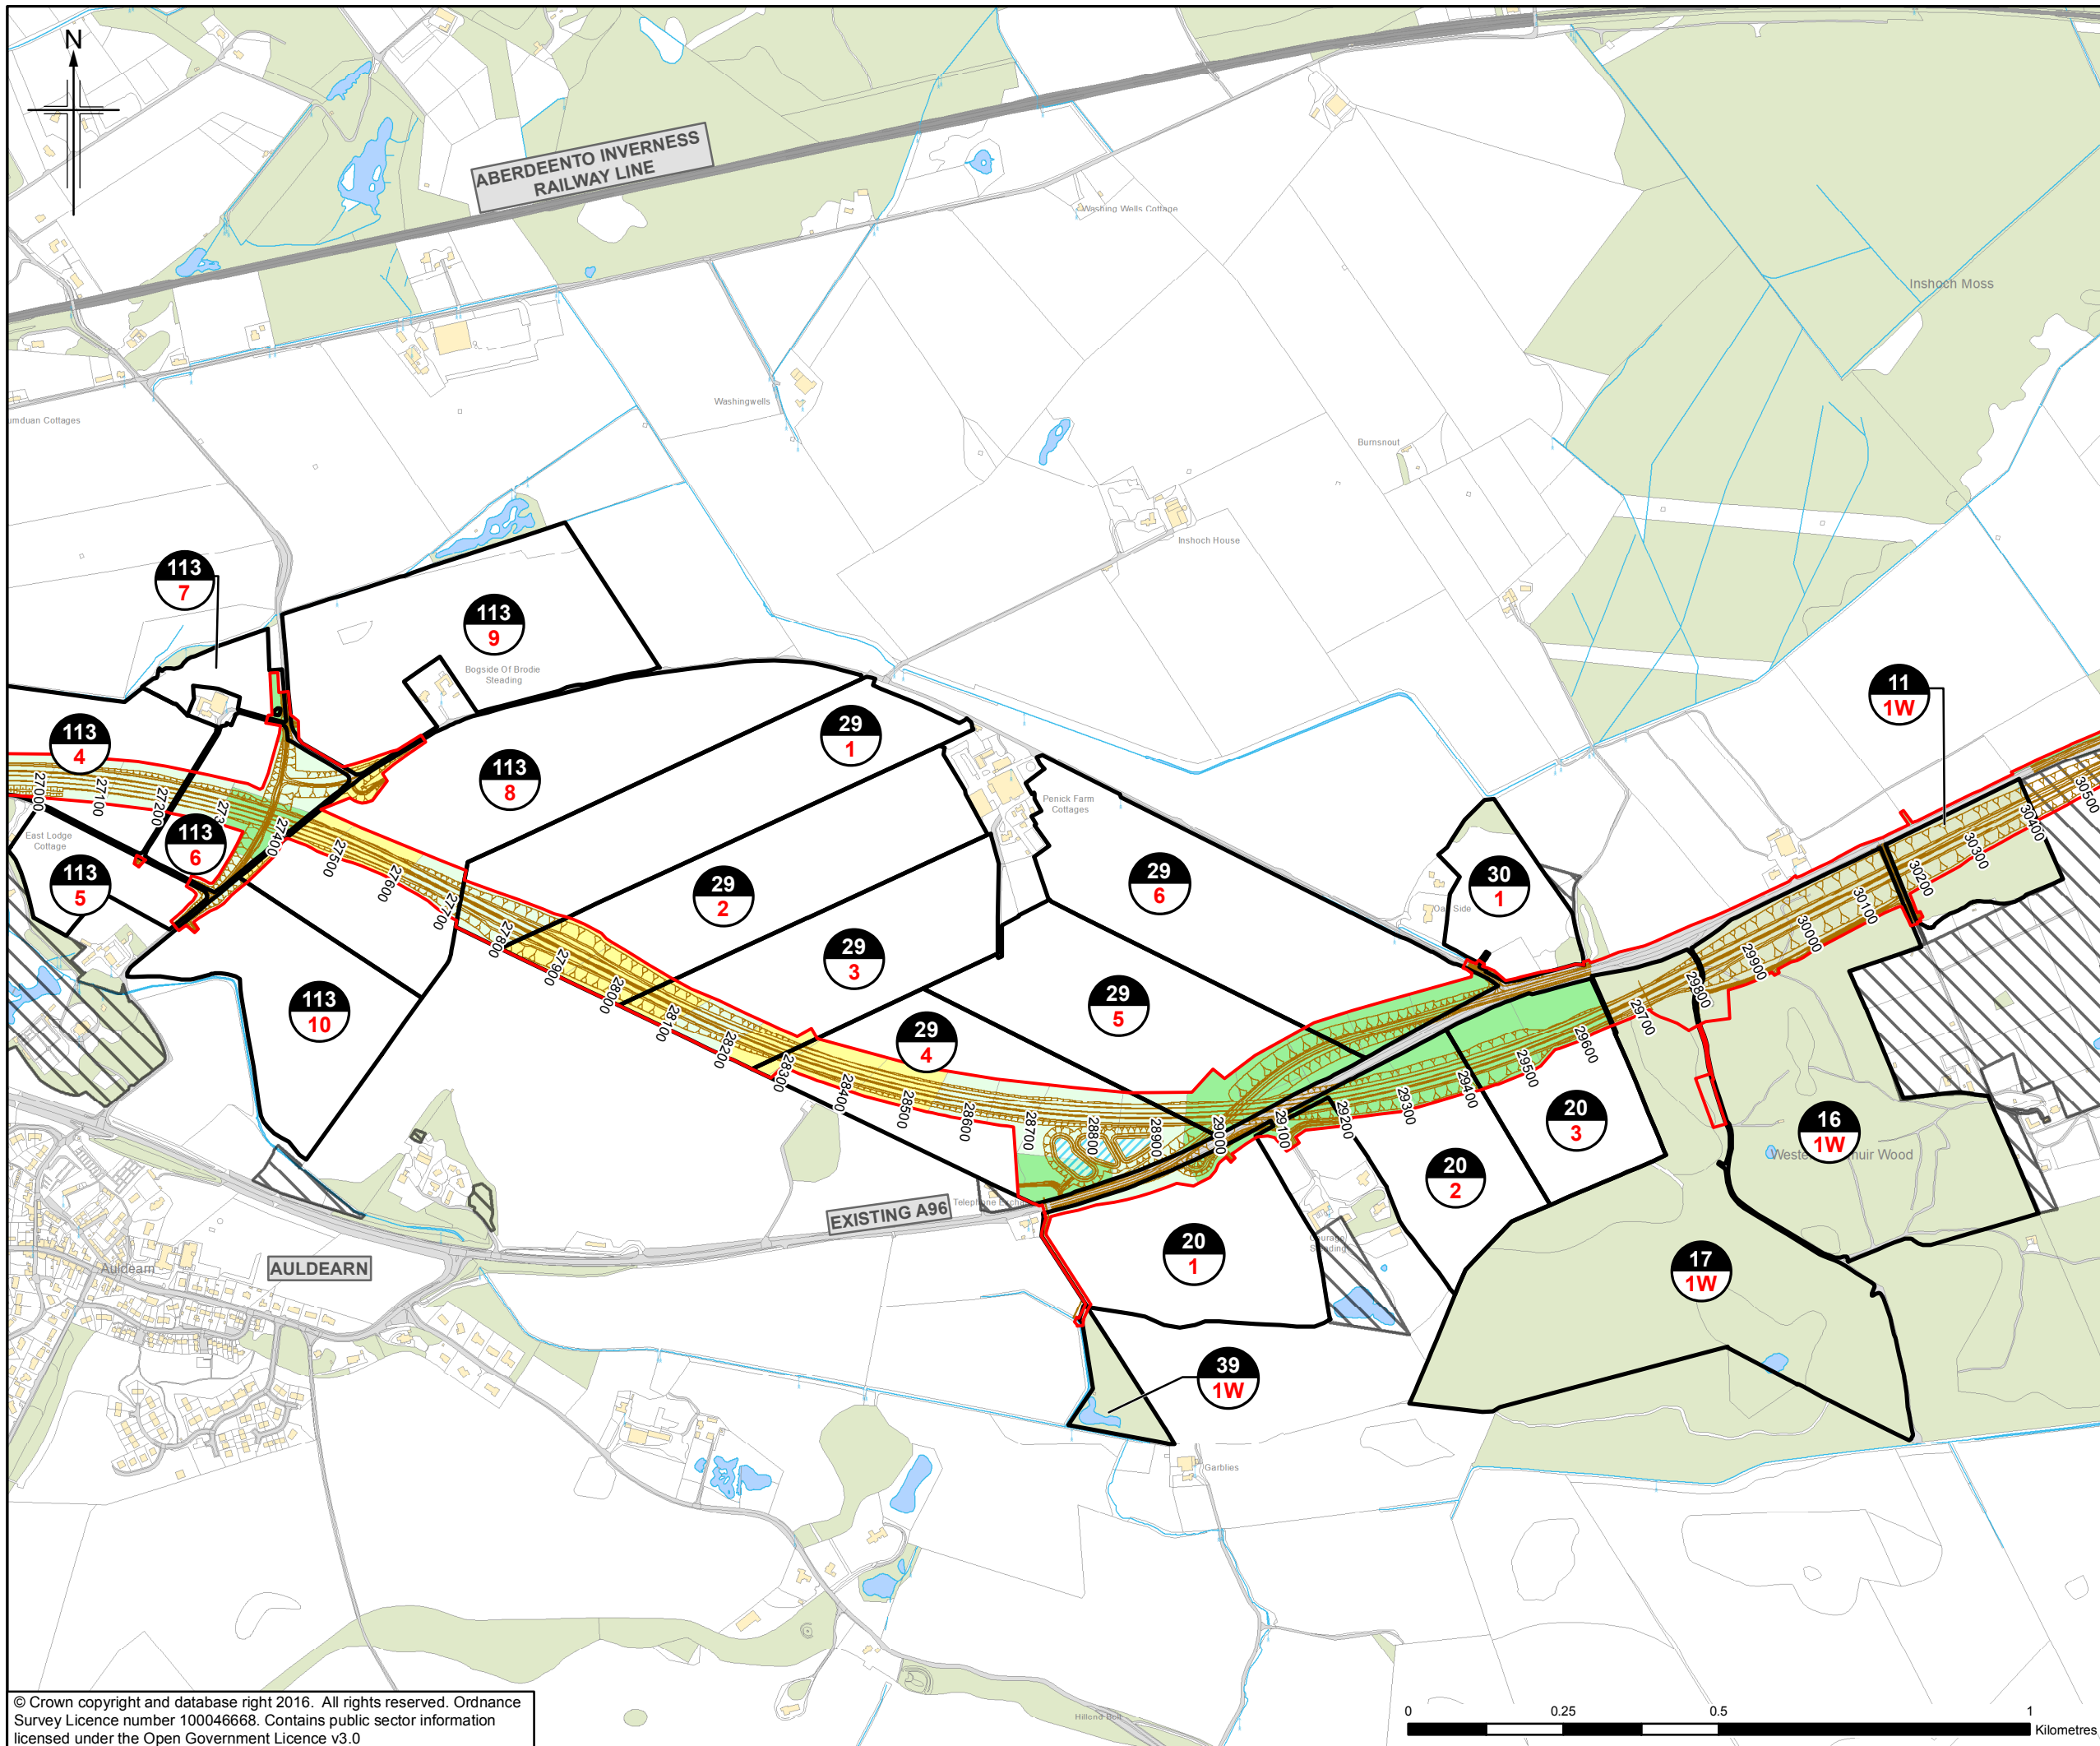 N
ABERDEENTO INVERNESS
RAILWAY LINE
Washing Wells Cottage
Inshoch Moss
Washingwells
umduan Cottages
Burnsnout
Inshoch House
113
7
113
9
Bogside Of Brodie
Steading
11
1W
29
1
113
4
113
8
Penick Farm
Cottages
27000
27100
27200
27400
27500
27600
27700
27800
27900
28000
28100
28200
28300
28400
28500
28600
28700
28800
28900
29000
29100
29200
29300
29400
29500
29600
29700
29800
29900
30000
30100
30200
30300
30400
30500
East Lodge
Cottage
113
6
113
5
29
2
29
6
30
1
Side
29
3
29
5
113
10
29
4
20
3
16
1W
muir Wood
20
2
Telephone
EXISTING A96
20
1
17
1W
Auldearn
AULDEARN
39
1W
Garblies
© Crown copyright and database right 2016. All rights reserved. Ordnance
Survey Licence number 100046668. Contains public sector information
licensed under the Open Government Licence v3.0
0
0.25
0.5
1
Kilometres